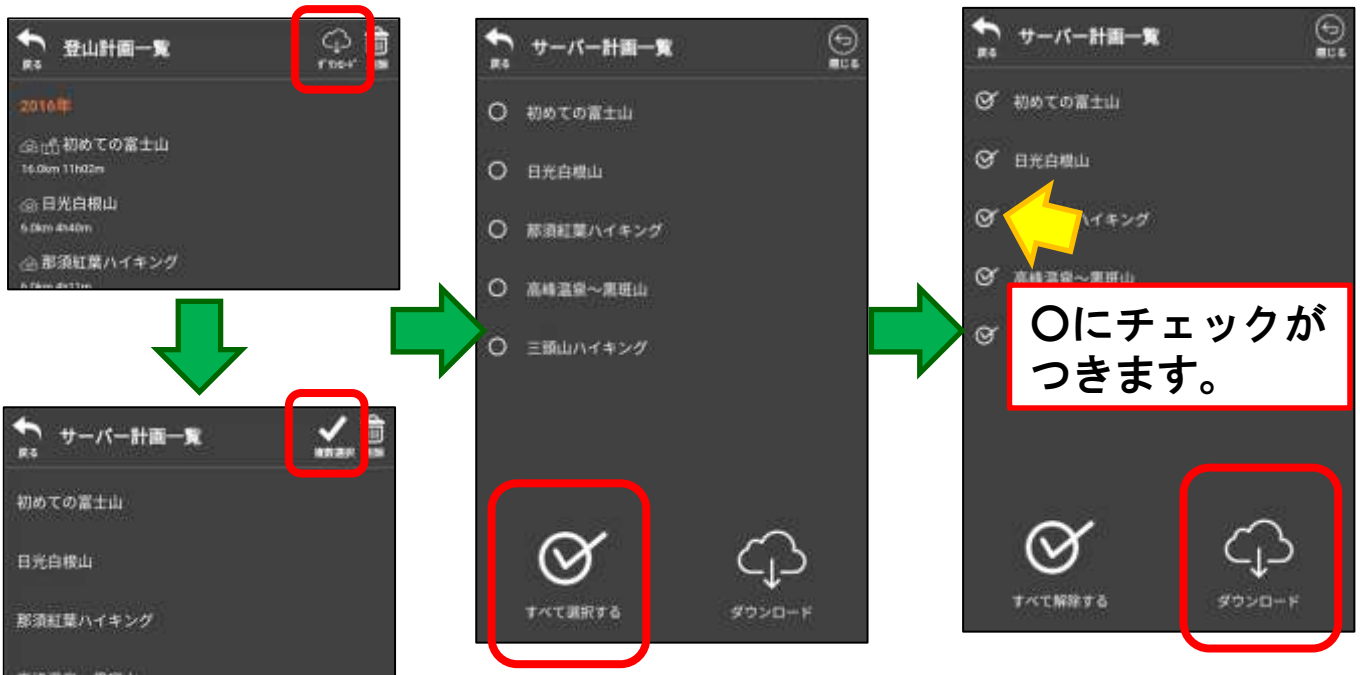 登山計画一覧
戻る
ﾀﾞｳﾝﾛｰﾄﾞ
削除
2016年
初めての富士山
16.0km 11h02m
日光白根山
6.0km 4h40m
那須紅葉ハイキング
サーバー計画一覧
戻る
複数選択
削除
初めての富士山
日光白根山
那須紅葉ハイキング
サーバー計画一覧
戻る
閉じる
初めての富士山
日光白根山
那須紅葉ハイキング
高峰温泉～黒斑山
三頭山ハイキング
すべて選択する
ダウンロード
サーバー計画一覧
戻る
閉じる
初めての富士山
日光白根山
ハイキング
高峰温泉～黒斑山
〇にチェックが
つきます。
すべて解除する
ダウンロード